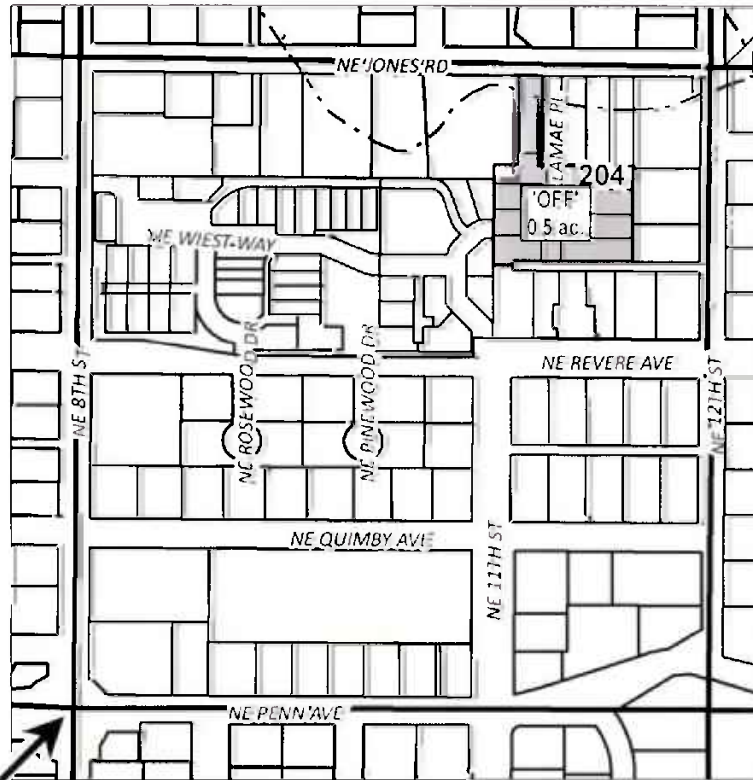 NE JONES RD
LAMAE PL
204
'OFF'
0.5 ac.
NE WIEST WAY
NE REVERE AVE
NE 8TH ST
NE ROSEWOOD DR
NE PINEWOOD DR
NE 12TH ST
NE QUIMBY AVE
NE 11TH ST
NE PENN AVE